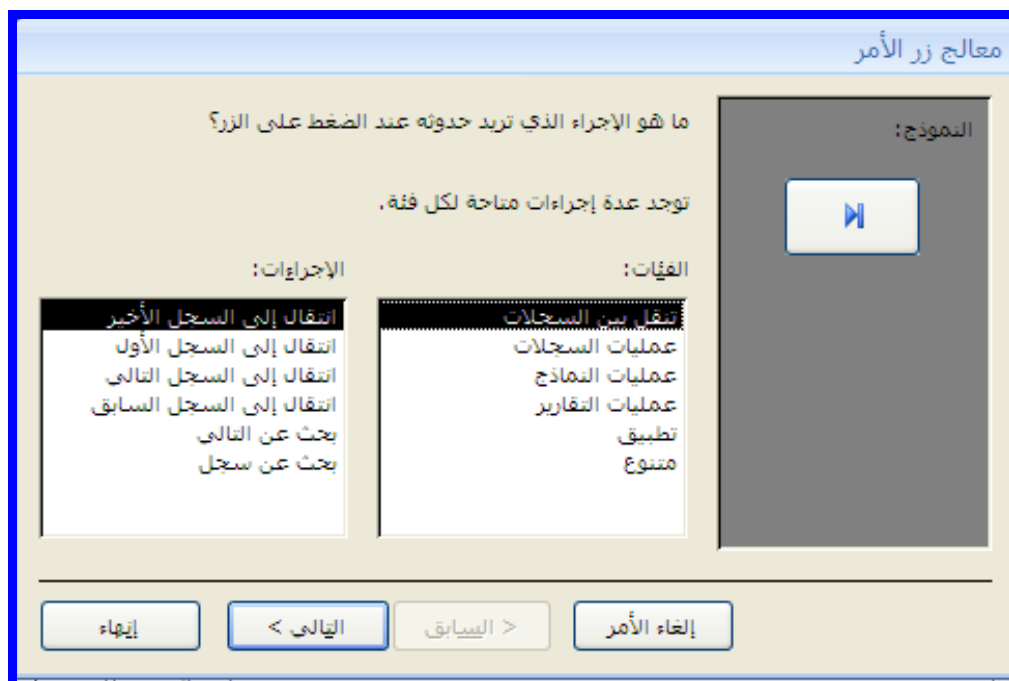 معالج زر الأمر
النموذج:
ما هو الإجراء الذي تريد حدوثه عند الضغط على الزر؟
توجد عدة إجراءات متاحة لكل فئة.
الفئات:
تنقل بين السجلات
عمليات السجلات
عمليات النماذج
عمليات التقارير
تطبيق
متنوع
الإجراءات:
انتقال إلى السجل الأخير
انتقال إلى السجل الأول
انتقال إلى السجل التالي
انتقال إلى السجل السابق
بحث عن التالي
بحث عن سجل
إلغاء الأمر
< السابق
التالي >
إنهاء